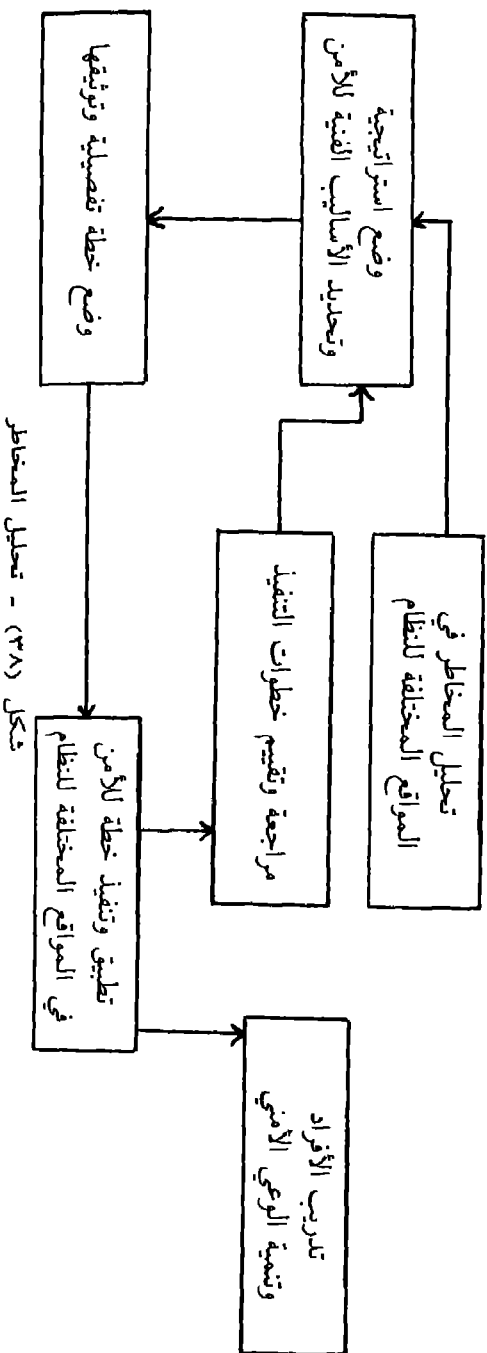 تحليل المخاطر في
المواقع المختلفة للنظام
وضع استراتيجية
وتحديد الأساليب الفنية للأمن
وضع خطة تفصيلية وتوثيقها
تطبيق وتنفيذ خطة للأمن
في المواقع المختلفة للنظام
مراجعة وتقييم خطوات التنفيذ
تدريب الأفراد
وتنمية الوعي الأمني
شكل (٣٨) - تحليل المخاطر